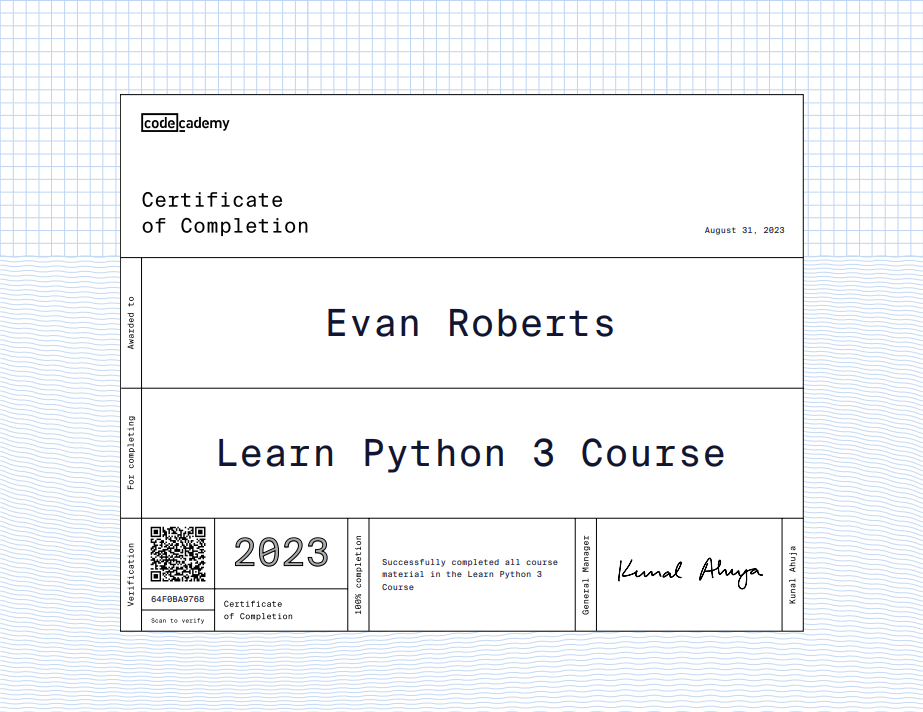 codecademy
Certificate
of Completion
August 31, 2023
Awarded to
Evan Roberts
For completing
Learn Python 3 Course
Verification
64F0BA9768
Scan to verify
2023
Certificate
of Completion
100% completion
Successfully completed all course
material in the Learn Python 3
Course
General Manager
Kunal Ahuja
Kunal Ahuja